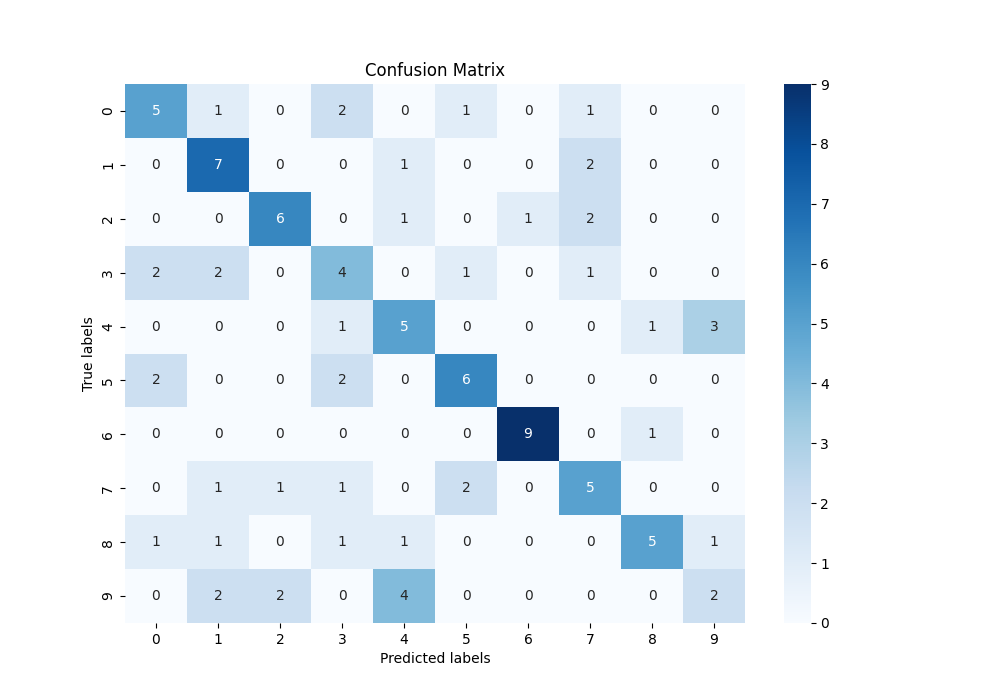 Confusion Matrix
0 5 1 0 2 0 1 0 1 0 0
1 0 7 0 0 1 0 0 2 0 0
2 0 0 6 0 1 0 1 2 0 0
3 2 2 0 4 0 1 0 1 0 0
4 0 0 0 1 5 0 0 0 1 3
5 2 0 0 2 0 6 0 0 0 0
6 0 0 0 0 0 0 9 0 1 0
7 0 1 1 1 0 2 0 5 0 0
8 1 1 0 1 1 0 0 0 5 1
9 0 2 2 0 4 0 0 0 0 2
0 1 2 3 4 5 6 7 8 9
Predicted labels
True labels
9
8
7
6
5
4
3
2
1
0